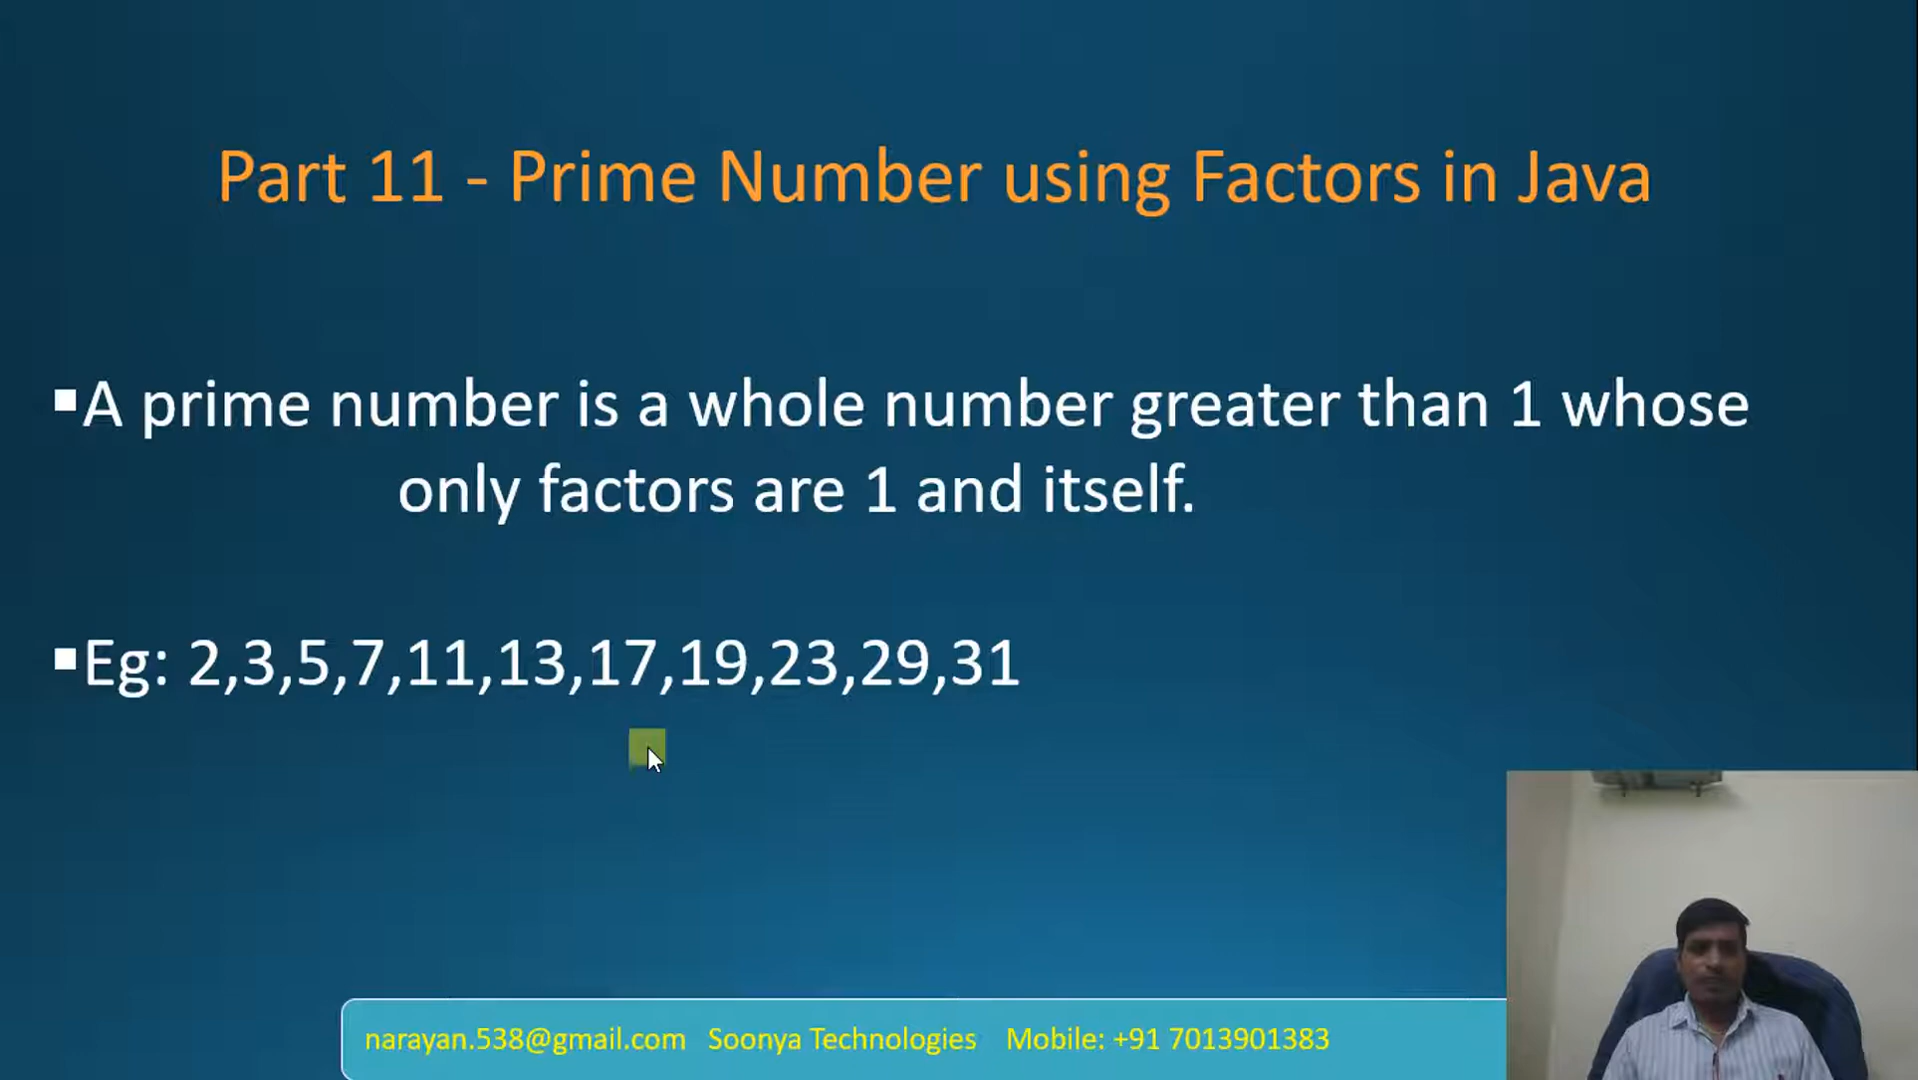 Part 11 - Prime Number using Factors in Java
▪A prime number is a whole number greater than 1 whose
only factors are 1 and itself.
▪Eg: 2,3,5,7,11,13,17,19,23,29,31
narayan.538@gmail.com Soonya Technologies Mobile: +91 7013901383